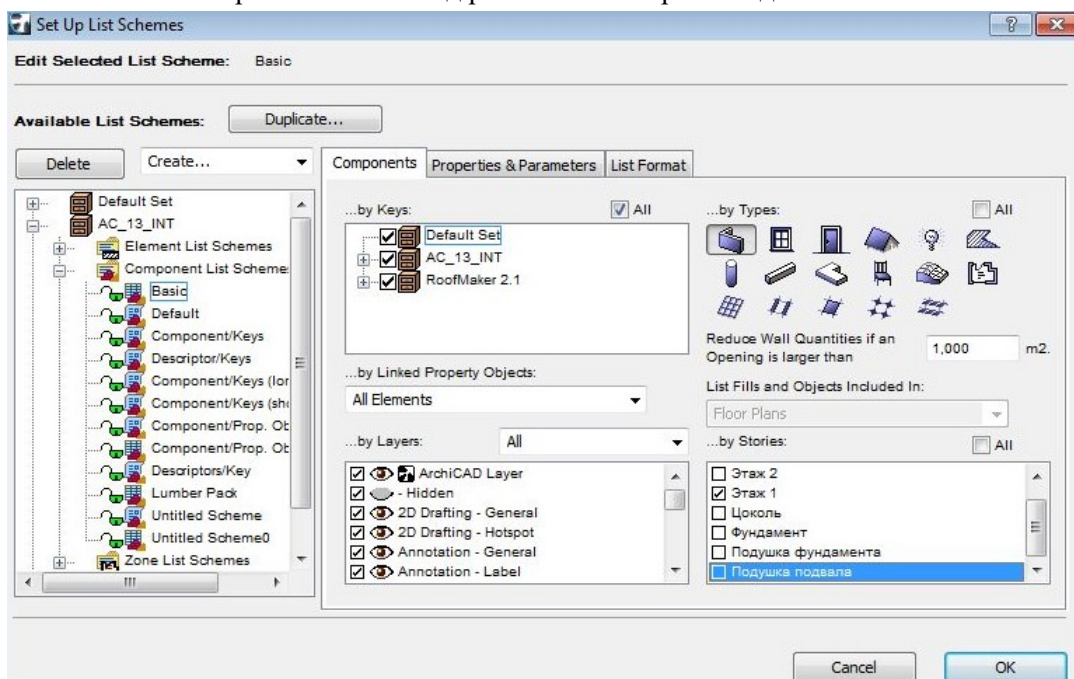 Set Up List Schemes
Edit Selected List Scheme: Basic
Available List Schemes: Duplicate...
Delete Create...
Default Set
AC_13_INT
Element List Schemes
Component List Scheme
Basic
Default
Component/Keys
Descriptor/Keys
Component/Keys (lor
Component/Keys (sho
Component/Prop. Ob
Component/Prop. Ob
Descriptors/Key
Lumber Pack
Untitled Scheme
Untitled Scheme0
Zone List Schemes
Components Properties & Parameters List Format
...by Keys: All
Default Set
AC_13_INT
RoofMaker 2.1
...by Linked Property Objects:
All Elements
...by Layers: All
ArchiCAD Layer
- Hidden
2D Drafting - General
2D Drafting - Hotspot
Annotation - General
Annotation - Label
...by Types: All
Reduce Wall Quantities if an
Opening is larger than 1,000 m2.
List Fills and Objects Included In:
Floor Plans
...by Stories: All
Этаж 2
Этаж 1
Цоколь
Фундамент
Подушка фундамента
Подушка подвала
Cancel OK